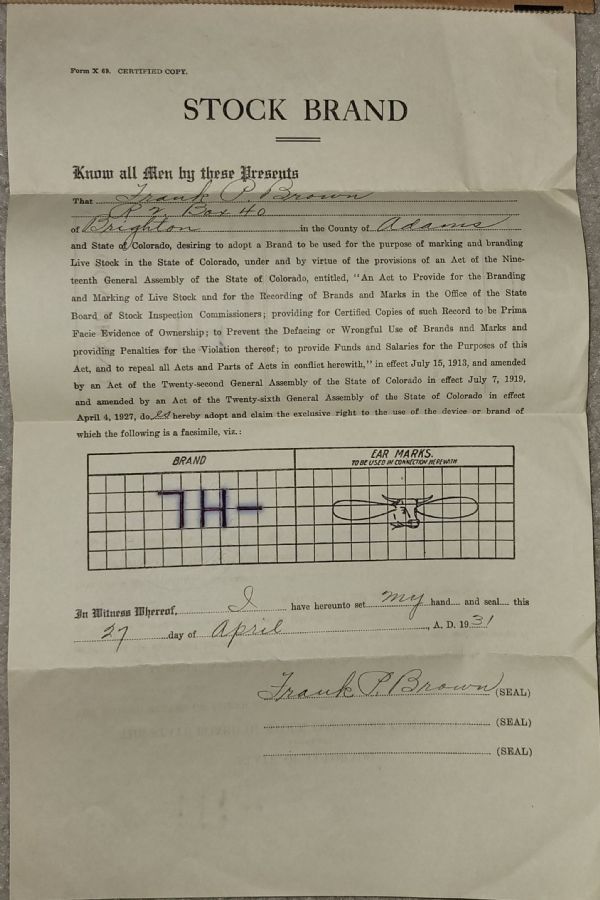 Form X 69. CERTIFIED COPY.
STOCK BRAND
Know all Men by these Presents
That Frank P. Brown
R 2. Box 40
of Brighton in the County of Adams
and State of Colorado, desiring to adopt a Brand to be used for the purpose of marking and branding
Live Stock in the State of Colorado, under and by virtue of the provisions of an Act of the Nine-
teenth General Assembly of the State of Colorado, entitled, "An Act to Provide for the Branding
and Marking of Live Stock and for the Recording of Brands and Marks in the Office of the State
Board of Stock Inspection Commissioners; providing for Certified Copies of such Record to be Prima
Facie Evidence of Ownership; to Prevent the Defacing or Wrongful Use of Brands and Marks and
providing Penalties for the Violation thereof; to provide Funds and Salaries for the Purposes of this
Act, and to repeal all Acts and Parts of Acts in conflict herewith," in effect July 15, 1913, and amended
by an Act of the Twenty-second General Assembly of the State of Colorado in effect July 7, 1919,
and amended by an Act of the Twenty-sixth General Assembly of the State of Colorado in effect
April 4, 1927, do es hereby adopt and claim the exclusive right to the use of the device or brand of
which the following is a facsimile, viz.:
BRAND EAR MARKS.
TO BE USED IN CONNECTION HEREWITH
7H-
In Witness Whereof, I have hereunto set my hand.... and seal.... this
27 day of April, A. D. 1931
Frank P. Brown (SEAL)
(SEAL)
(SEAL)